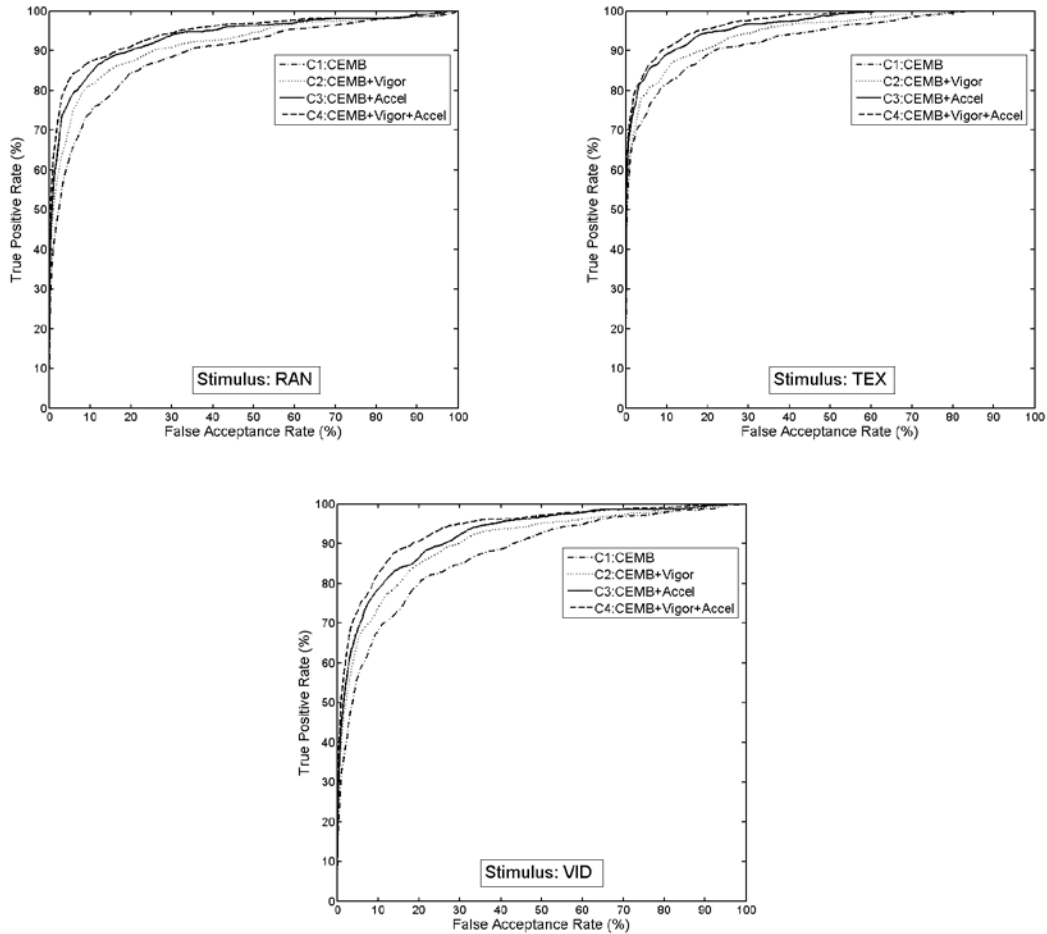 100
90
80
70
60
50
40
30
20
10
0
True Positive Rate (%)
C1:CEMB
C2:CEMB+Vigor
C3:CEMB+Accel
C4:CEMB+Vigor+Accel
Stimulus: RAN
0 10 20 30 40 50 60 70 80 90 100
False Acceptance Rate (%)
100
90
80
70
60
50
40
30
20
10
0
True Positive Rate (%)
C1:CEMB
C2:CEMB+Vigor
C3:CEMB+Accel
C4:CEMB+Vigor+Accel
Stimulus: TEX
0 10 20 30 40 50 60 70 80 90 100
False Acceptance Rate (%)
100
90
80
70
60
50
40
30
20
10
0
True Positive Rate (%)
C1:CEMB
C2:CEMB+Vigor
C3:CEMB+Accel
C4:CEMB+Vigor+Accel
Stimulus: VID
0 10 20 30 40 50 60 70 80 90 100
False Acceptance Rate (%)